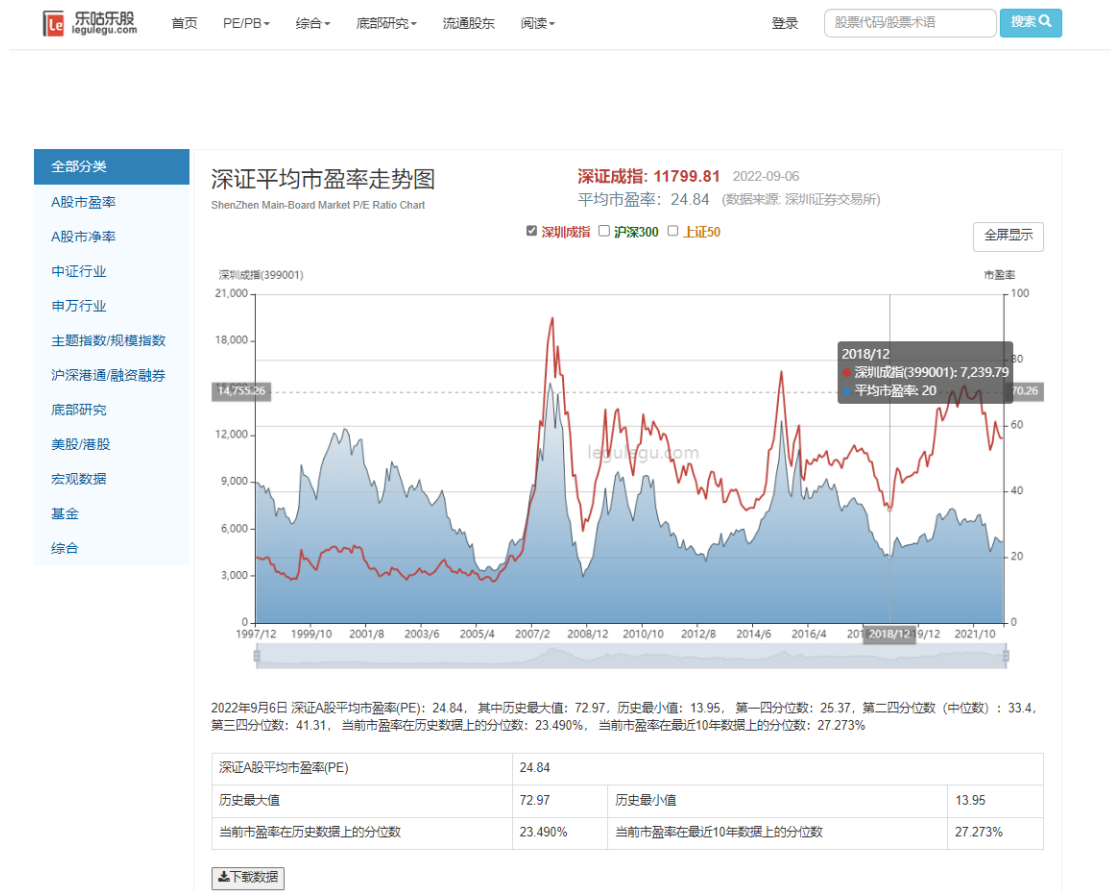 乐咕乐股
legulegu.com
首页 PE/PB 综合 底部研究 流通股东 阅读 登录 股票代码/股票术语 搜索
全部分类
A股市盈率
A股市净率
中证行业
申万行业
主题指数/规模指数
沪深港通/融资融券
底部研究
美股/港股
宏观数据
基金
综合
深证平均市盈率走势图
ShenZhen Main-Board Market P/E Ratio Chart
深证成指: 11799.81 2022-09-06
平均市盈率: 24.84 (数据来源: 深圳证券交易所)
深圳成指 沪深300 上证50
全屏显示
深圳成指(399001) 市盈率
21,000 100
18,000
80
2018/12
深圳成指(399001): 7,239.79
平均市盈率: 20
14,755.26 70.26
12,000 60
legulegu.com
9,000 40
6,000
20
3,000
0 0
1997/12 1999/10 2001/8 2003/6 2005/4 2007/2 2008/12 2010/10 2012/8 2014/6 2016/4 2018/12 2021/10
2022年9月6日 深证A股平均市盈率(PE)：24.84， 其中历史最大值：72.97，历史最小值：13.95， 第一四分位数：25.37，第二四分位数（中位数）：33.4，
第三四分位数：41.31， 当前市盈率在历史数据上的分位数：23.490%， 当前市盈率在最近10年数据上的分位数：27.273%
深证A股平均市盈率(PE) 24.84
历史最大值 72.97 历史最小值 13.95
当前市盈率在历史数据上的分位数 23.490% 当前市盈率在最近10年数据上的分位数 27.273%
下载数据